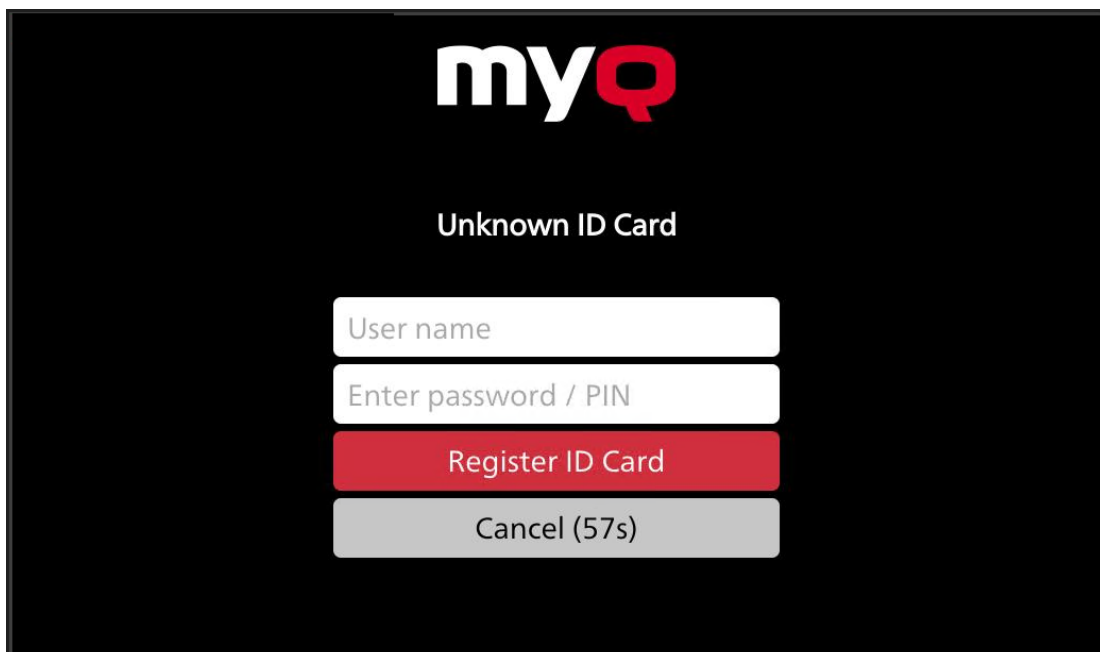 myQ
Unknown ID Card
User name
Enter password / PIN
Register ID Card
Cancel (57s)